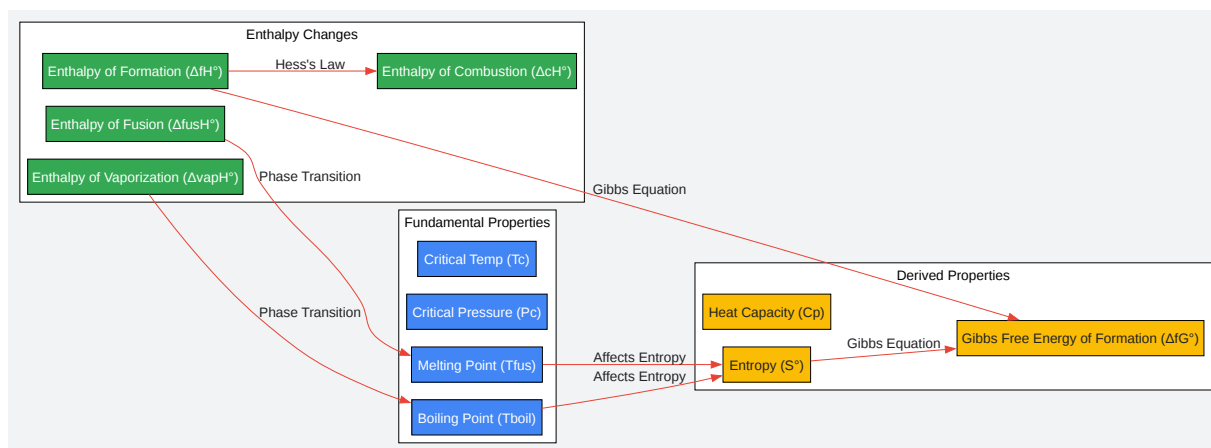 Enthalpy Changes
Enthalpy of Formation (ΔfH°)
Hess's Law
Enthalpy of Combustion (ΔcH°)
Enthalpy of Fusion (ΔfusH°)
Enthalpy of Vaporization (ΔvapH°)
Phase Transition
Gibbs Equation
Fundamental Properties
Critical Temp (Tc)
Critical Pressure (Pc)
Phase Transition
Melting Point (Tfus)
Boiling Point (Tboil)
Affects Entropy
Affects Entropy
Derived Properties
Heat Capacity (Cp)
Entropy (S°)
Gibbs Equation
Gibbs Free Energy of Formation (ΔfG°)